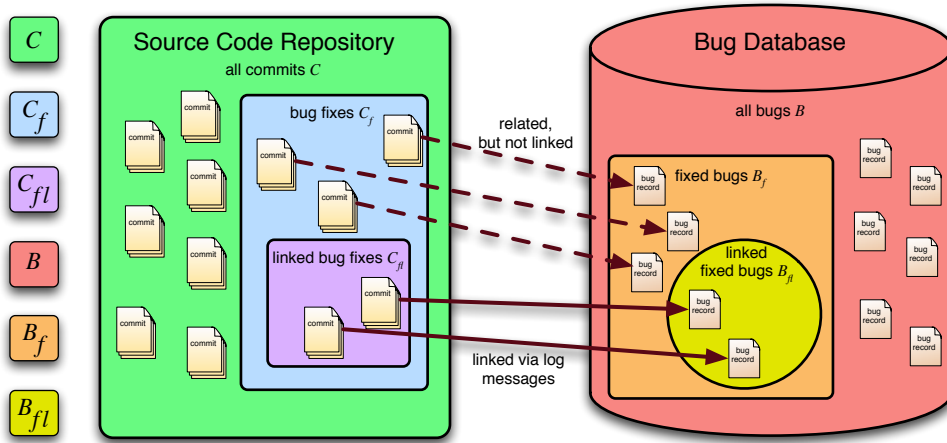 C
C_f
C_fl
B
B_f
B_fl
Source Code Repository
all commits C
commit
commit
commit
commit
commit
commit
commit
bug fixes C_f
commit
commit
commit
linked bug fixes C_fl
commit
commit
related,
but not linked
linked via log
messages
Bug Database
all bugs B
fixed bugs B_f
bug
record
bug
record
bug
record
linked
fixed bugs B_fl
bug
record
bug
record
bug
record
bug
record
bug
record
bug
record
bug
record
bug
record